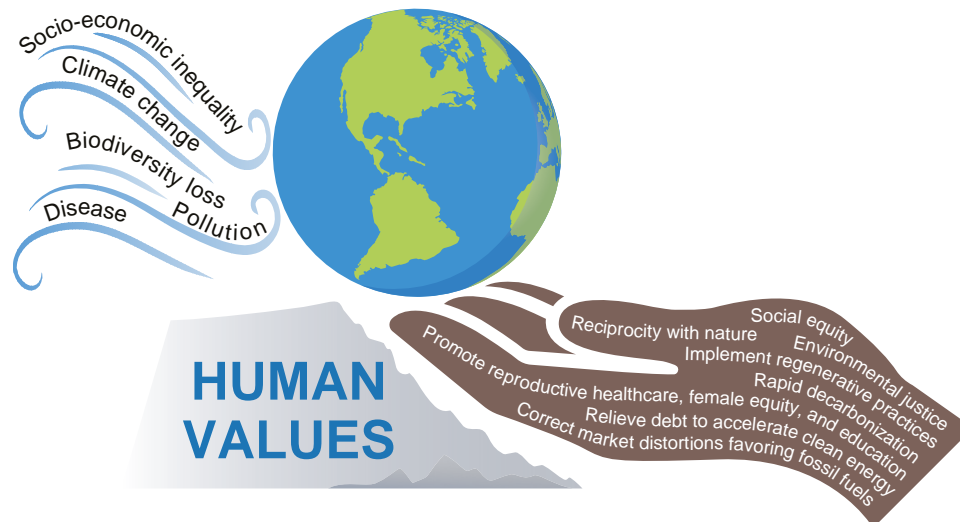 Socio-economic inequality
Climate change
Biodiversity loss
Disease
Pollution
HUMAN
VALUES
Social equity
Reciprocity with nature
Environmental justice
Implement regenerative practices
Rapid decarbonization
Promote reproductive healthcare, female equity, and education
Relieve debt to accelerate clean energy
Correct market distortions favoring fossil fuels